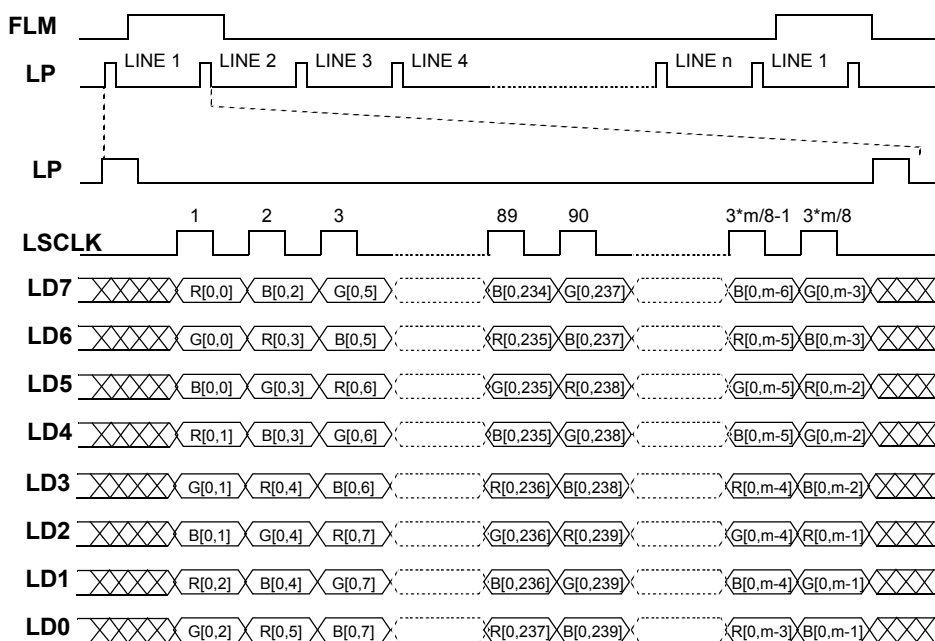 FLM
LP LINE 1 LINE 2 LINE 3 LINE 4 LINE n LINE 1
LP
1 2 3 89 90 3*m/8-1 3*m/8
LSCLK
LD7 R[0,0] B[0,2] G[0,5] B[0,234] G[0,237] B[0,m-6] G[0,m-3]
LD6 G[0,0] R[0,3] B[0,5] R[0,235] B[0,237] R[0,m-5] B[0,m-3]
LD5 B[0,0] G[0,3] R[0,6] G[0,235] R[0,238] G[0,m-5] R[0,m-2]
LD4 R[0,1] B[0,3] G[0,6] B[0,235] G[0,238] B[0,m-5] G[0,m-2]
LD3 G[0,1] R[0,4] B[0,6] R[0,236] B[0,238] R[0,m-4] B[0,m-2]
LD2 B[0,1] G[0,4] R[0,7] G[0,236] R[0,239] G[0,m-4] R[0,m-1]
LD1 R[0,2] B[0,4] G[0,7] B[0,236] G[0,239] B[0,m-4] G[0,m-1]
LD0 G[0,2] R[0,5] B[0,7] R[0,237] B[0,239] R[0,m-3] B[0,m-1]